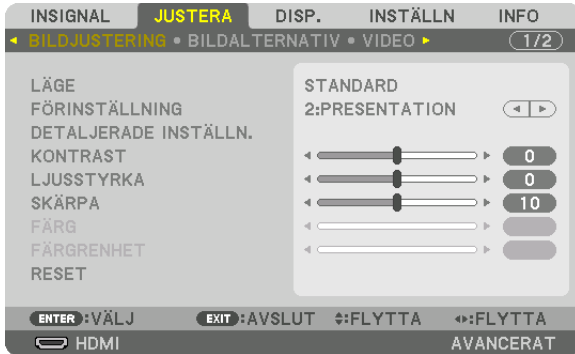 INSIGNAL JUSTERA DISP. INSTÄLLN INFO
BILDJUSTERING • BILDALTERNATIV • VIDEO 1/2
LÄGE STANDARD
FÖRINSTÄLLNING 2:PRESENTATION
DETALJERADE INSTÄLLN.
KONTRAST 0
LJUSSTYRKA 0
SKÄRPA 10
FÄRG
FÄRGRENHET
RESET
ENTER :VÄLJ EXIT :AVSLUT :FLYTTA :FLYTTA
HDMI AVANCERAT